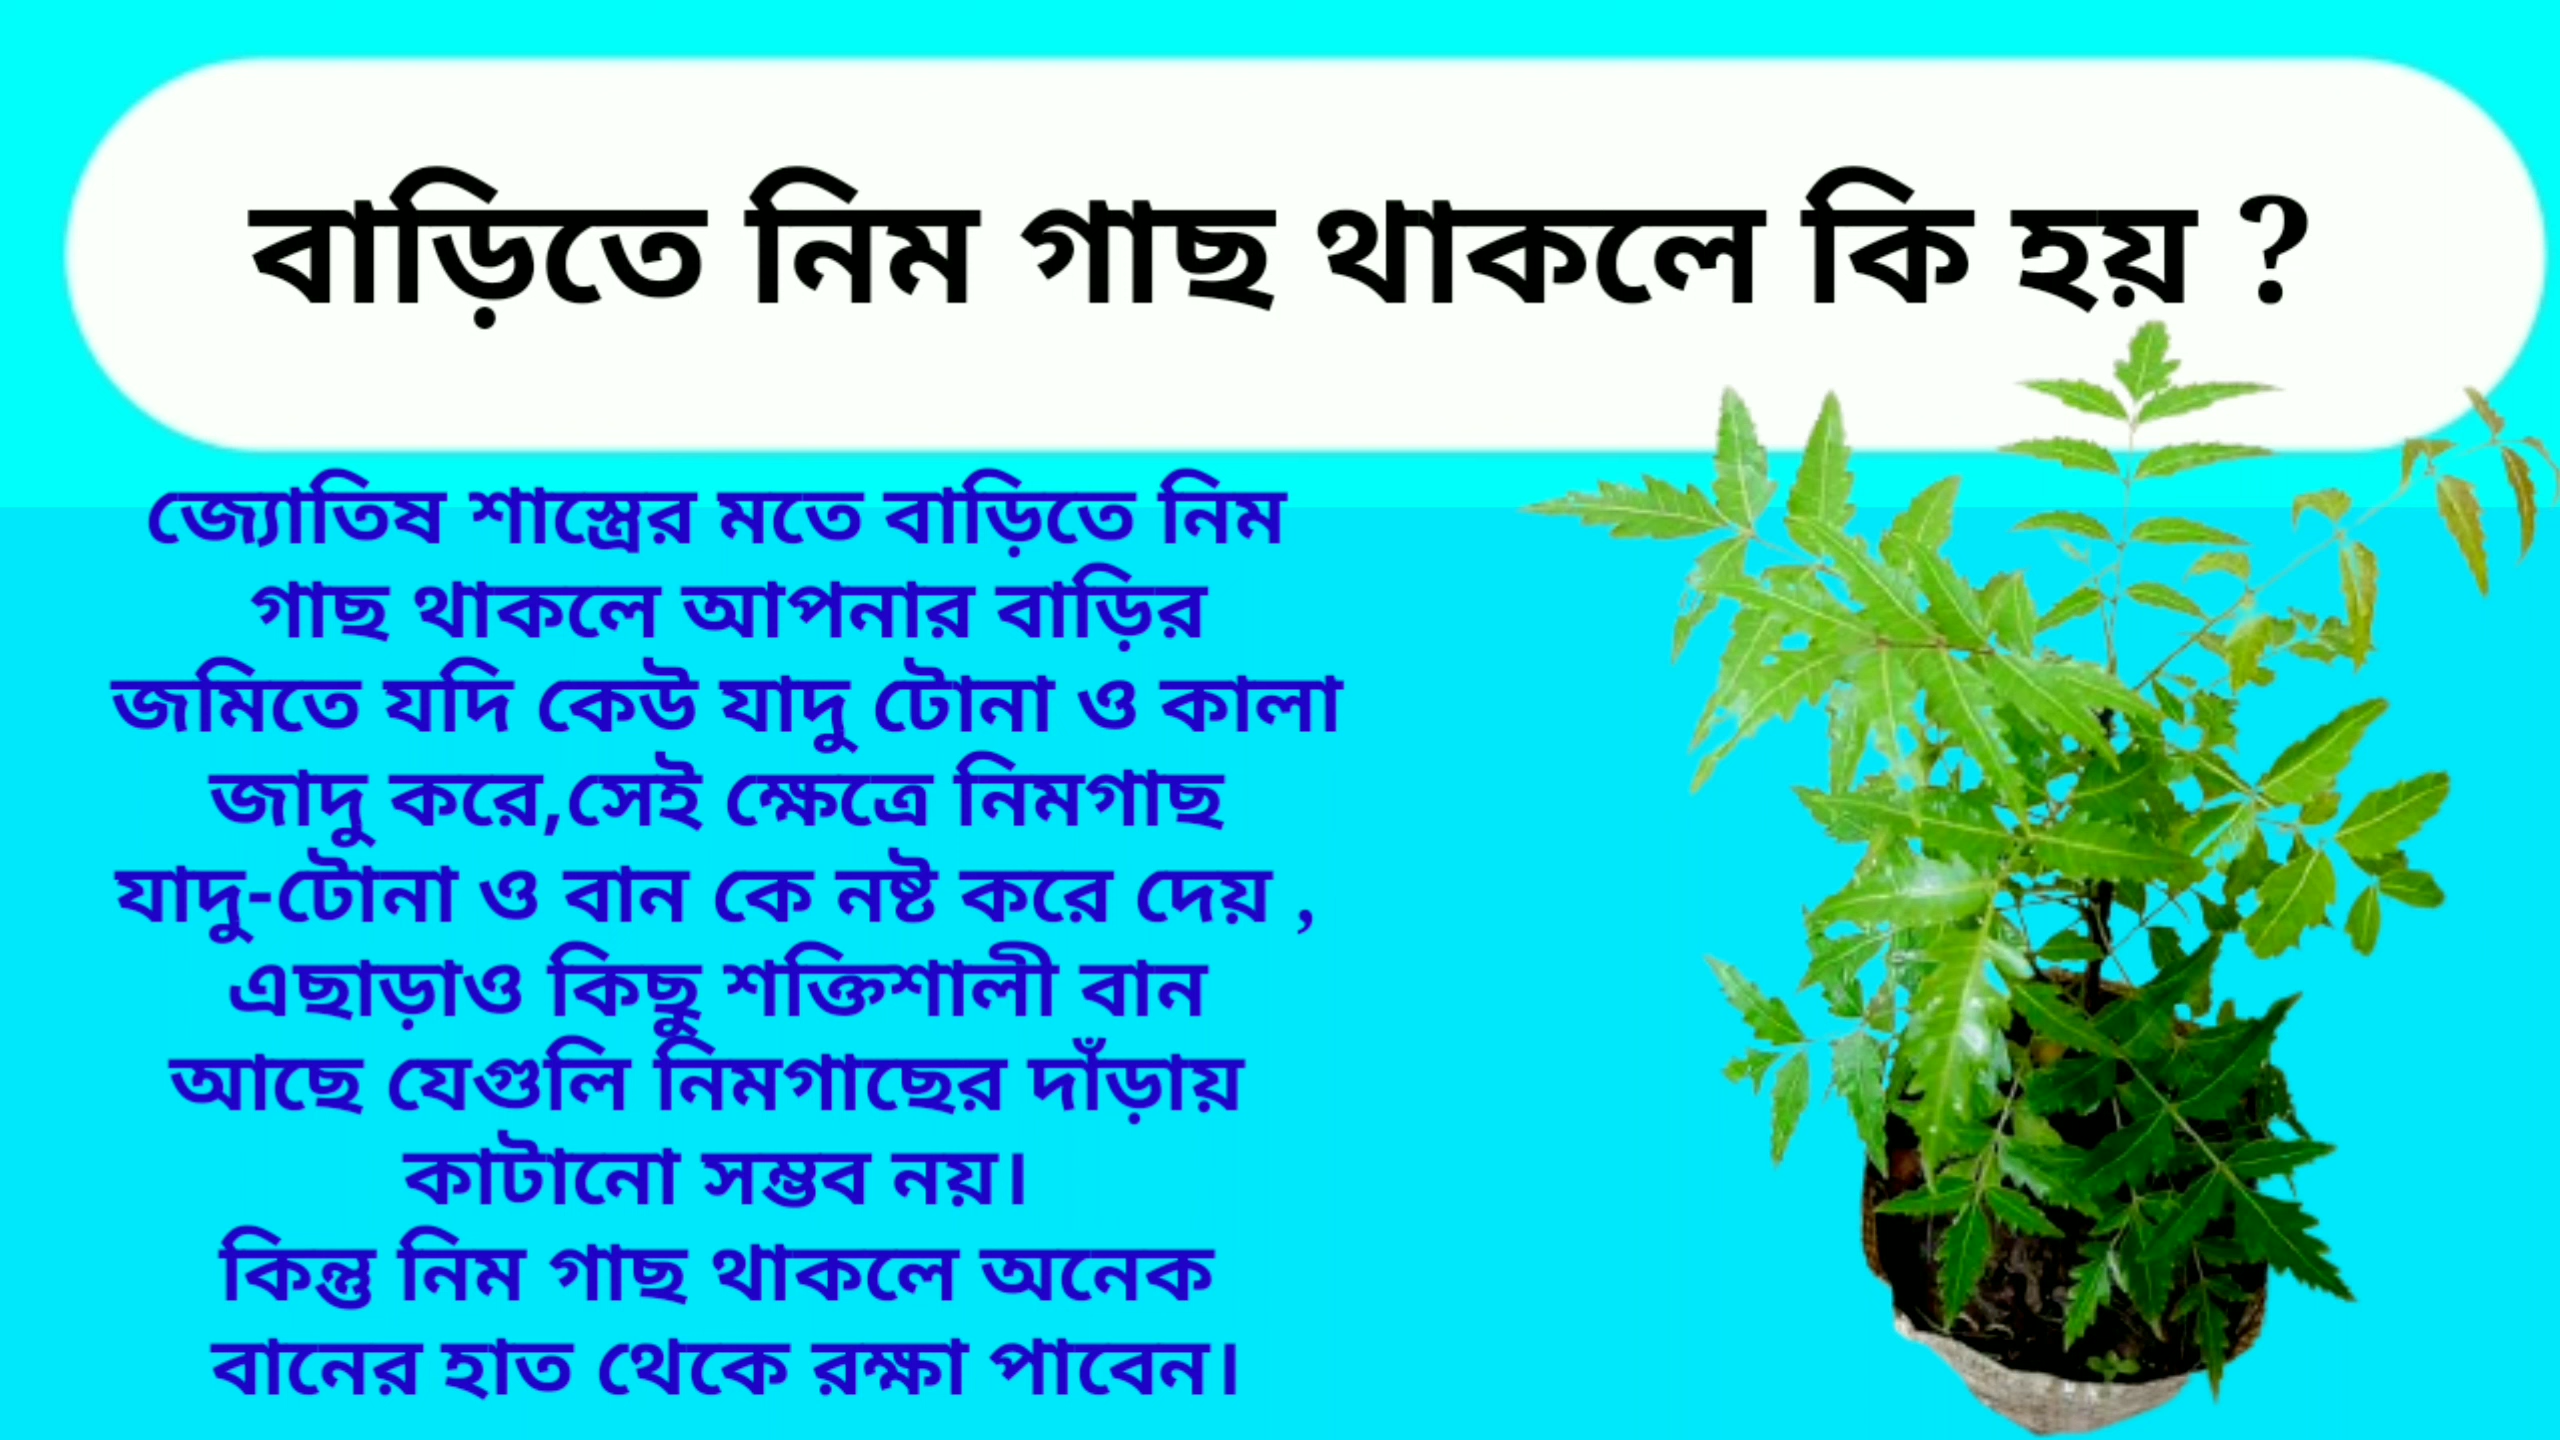 বাড়িতে নিম গাছ থাকলে কি হয় ?
জ্যোতিষ শাস্ত্রের মতে বাড়িতে নিম
গাছ থাকলে আপনার বাড়ির
জমিতে যদি কেউ যাদু টোনা ও কালা
জাদু করে,সেই ক্ষেত্রে নিমগাছ
যাদু-টোনা ও বান কে নষ্ট করে দেয় ,
এছাড়াও কিছু শক্তিশালী বান
আছে যেগুলি নিমগাছের দাঁড়ায়
কাটানো সম্ভব নয়।
কিন্তু নিম গাছ থাকলে অনেক
বানের হাত থেকে রক্ষা পাবেন।